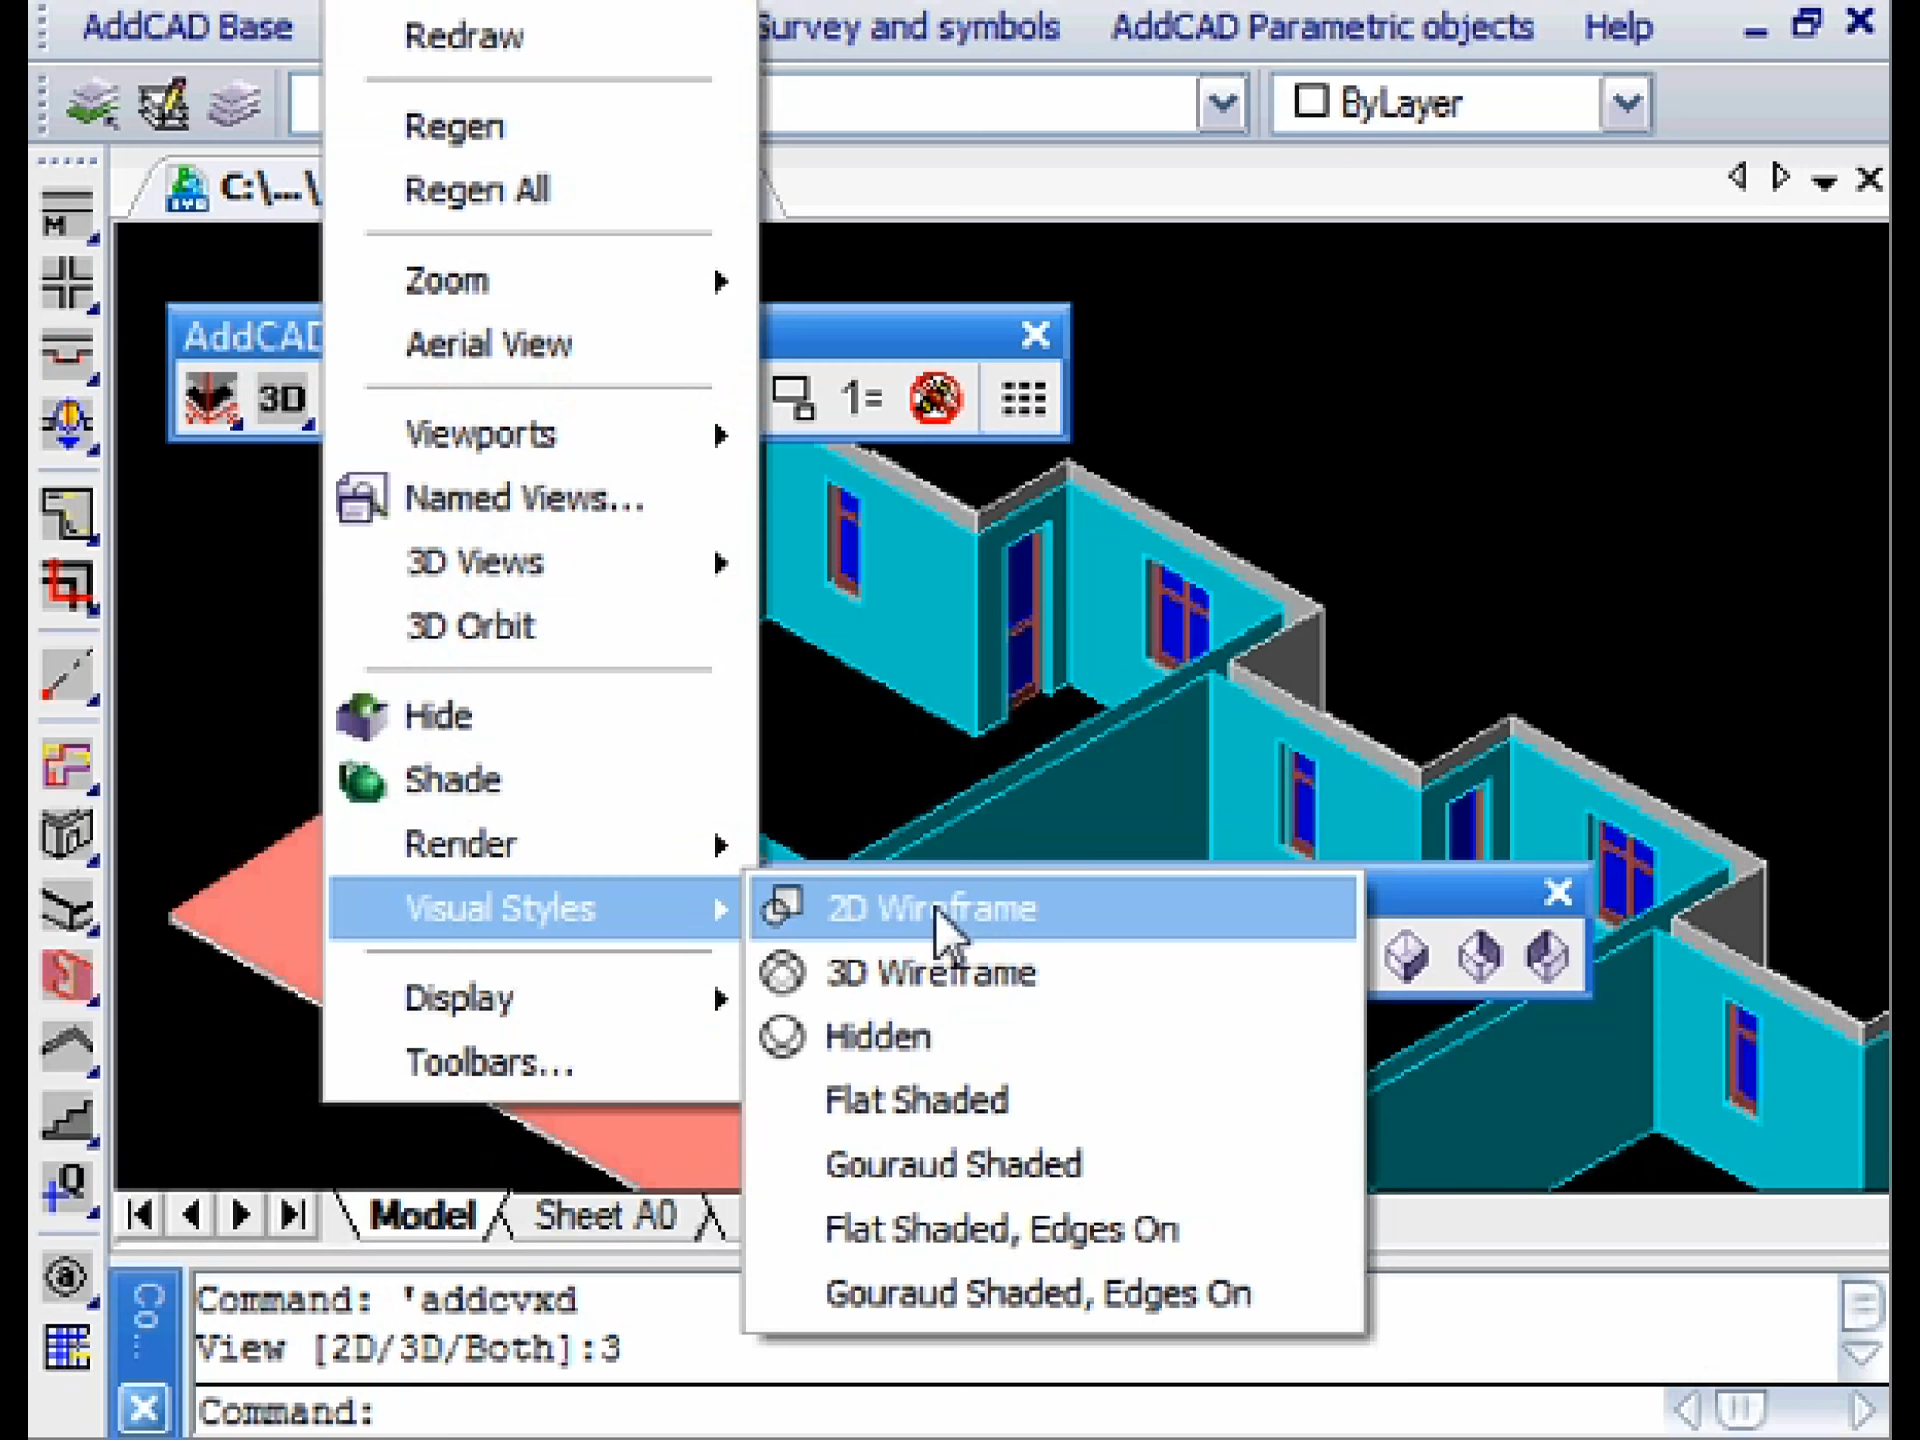 AddCAD Base
Survey and symbols
AddCAD Parametric objects
Help
ByLayer
C:\...\
Redraw
Regen
Regen All
Zoom
Aerial View
Viewports
Named Views...
3D Views
3D Orbit
Hide
Shade
Render
Visual Styles
Display
Toolbars...
AddCAD
3D
1=
M
2D Wireframe
3D Wireframe
Hidden
Flat Shaded
Gouraud Shaded
Flat Shaded, Edges On
Gouraud Shaded, Edges On
Q
a
Model
Sheet A0
Co...
Command: 'addcvxd
View [2D/3D/Both]:3
Command: